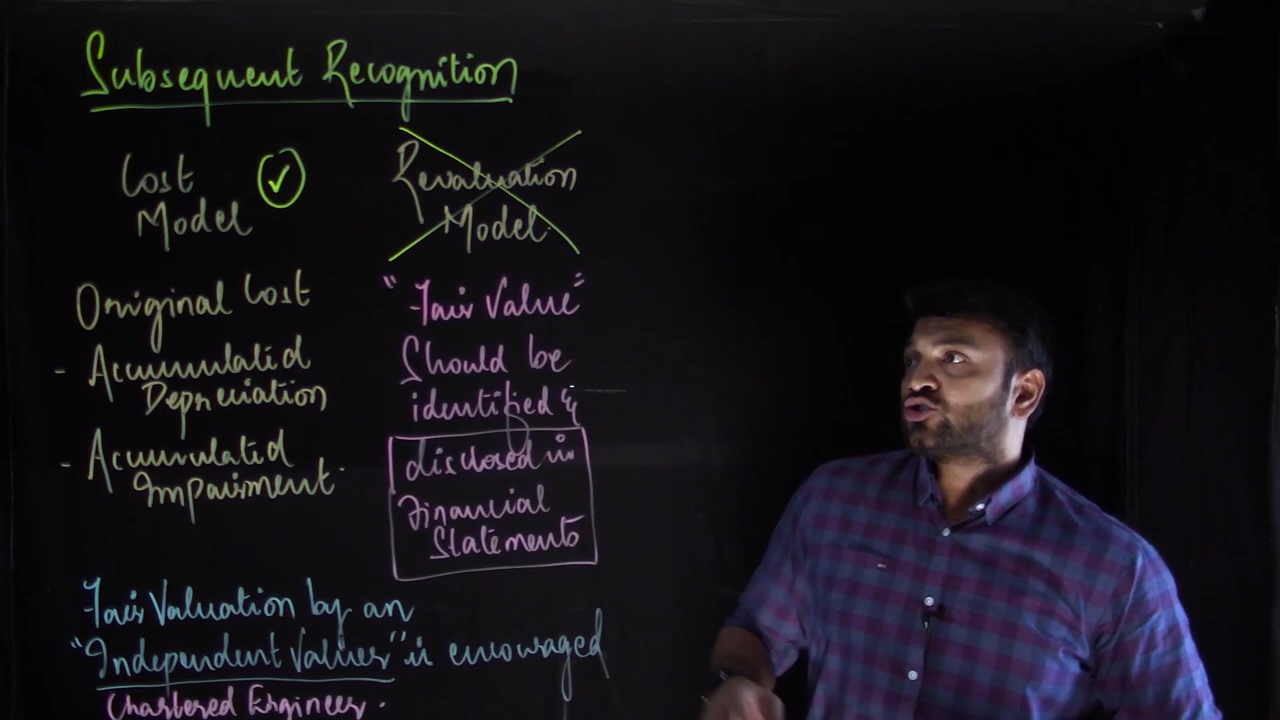 Subsequent Recognition
Cost
Model
✓
Revaluation
Model.
Original Cost
- Accumulated
Depreciation
- Accumulated
Impairment.
"Fair Value"
Should be
identified &
disclosed in
Financial
Statements
Fair Valuation by an
"Independent Valuer" is encouraged
Chartered Engineer.